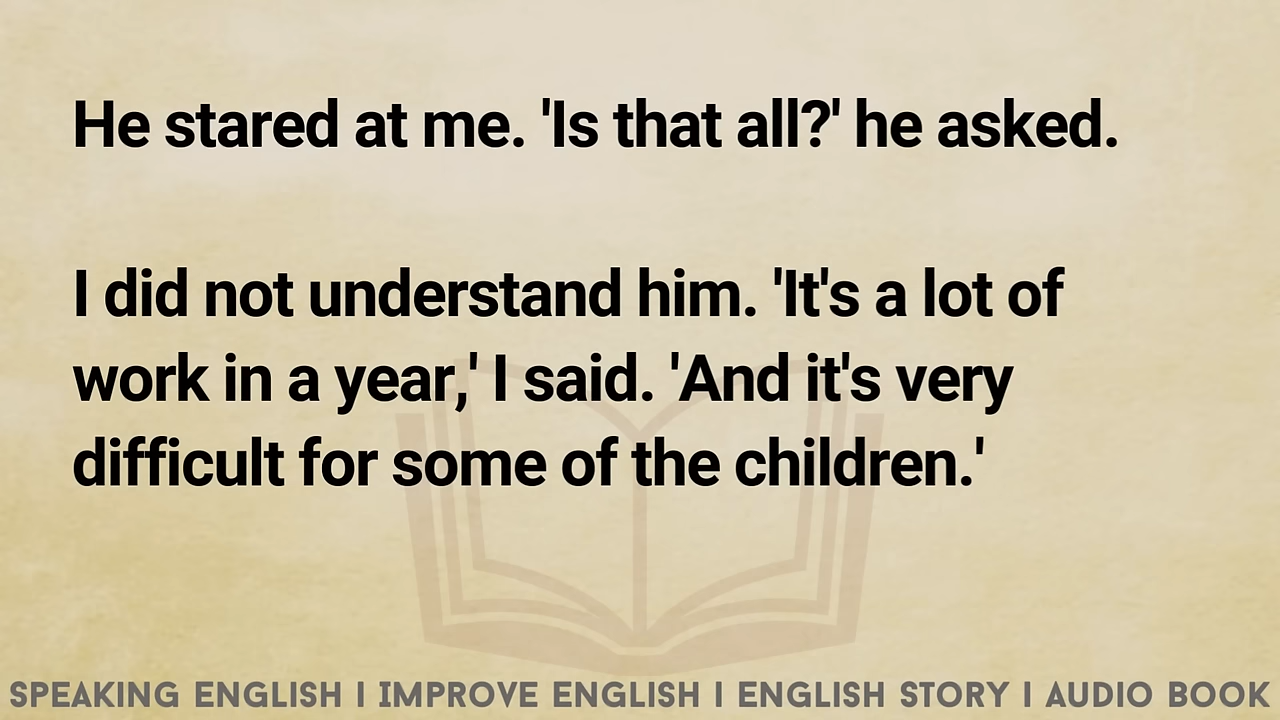 He stared at me. 'Is that all?' he asked.
I did not understand him. 'It's a lot of
work in a year,' I said. 'And it's very
difficult for some of the children.'
SPEAKING ENGLISH I IMPROVE ENGLISH I ENGLISH STORY I AUDIO BOOK